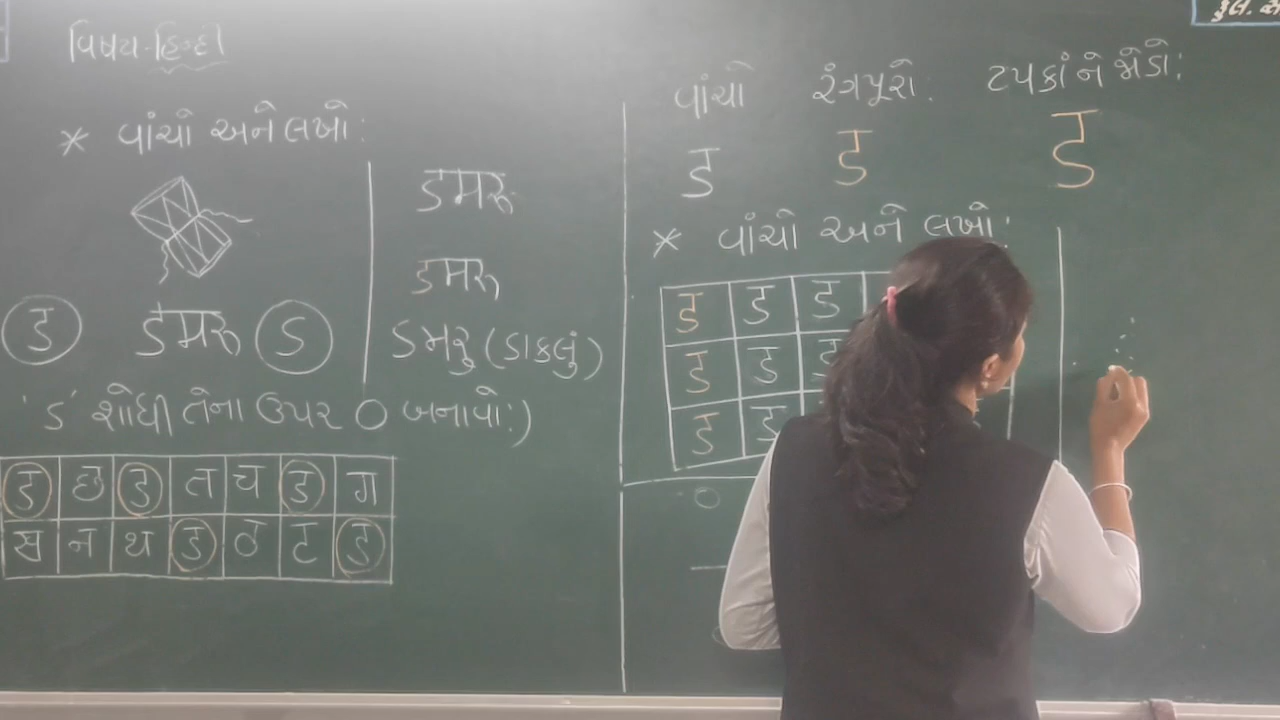 વિષય-હિન્દી
* વાંચો અને લખો:
ड डमरू ડ
डमरू
डमरू
ડમરુ (ડાકલું)
'ડ' શોધી તેના ઉપર O બનાવો:)
ड छ ड त च ड ग
ख न थ ड ठ ट ड
વાંચો રંગપૂરો: ટપકાંને જોડો:
ड ड ड
* વાંચો અને લખો:
ड ड ड
ड ड ड
ड ड